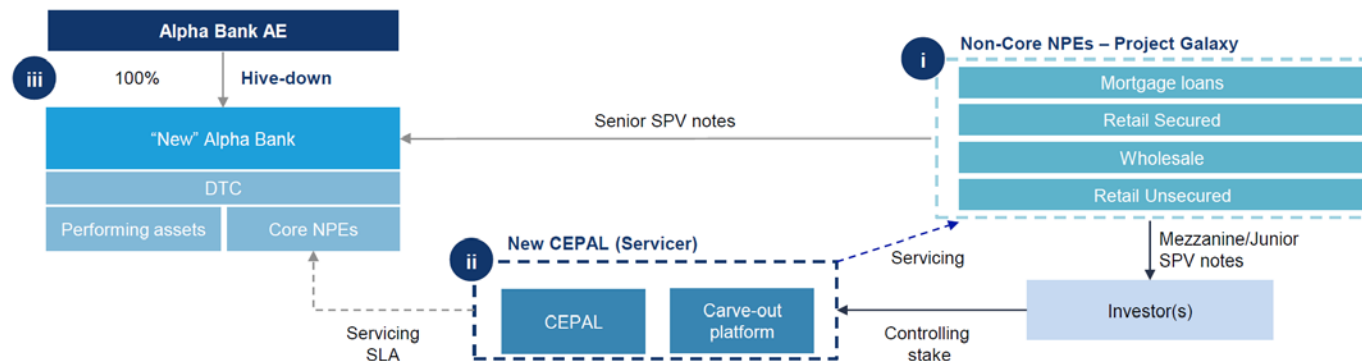 Alpha Bank AE
iii
100%
Hive-down
"New" Alpha Bank
DTC
Performing assets
Core NPEs
Senior SPV notes
i
Non-Core NPEs – Project Galaxy
Mortgage loans
Retail Secured
Wholesale
Retail Unsecured
Mezzanine/Junior
SPV notes
Investor(s)
Controlling
stake
Servicing
ii
New CEPAL (Servicer)
CEPAL
Carve-out
platform
Servicing
SLA